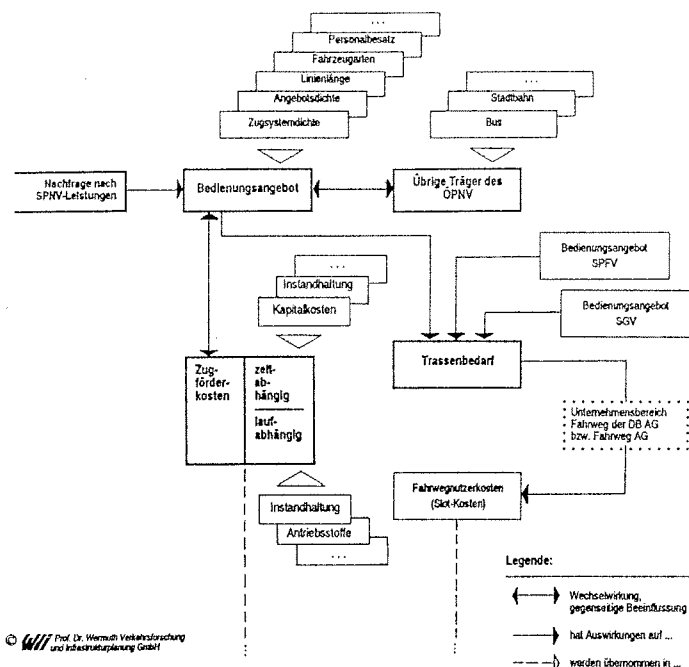 . . .
Personalbesatz
Fahrzeugarten
Linienlänge
Angebotsdichte
Zugsystemdichte
. . .
Stadtbahn
Bus
Nachfrage nach
SPNV-Leistungen
Bedienungsangebot
Übrige Träger des
ÖPNV
Bedienungsangebot
SPFV
Bedienungsangebot
SGV
. . .
Instandhaltung
Kapitalkosten
Trassenbedarf
Zug-
förder-
kosten
zeit-
ab-
hängig
lauf-
abhängig
Unternehmensbereich
Fahrweg der DB AG
bzw. Fahrweg AG
Fahrwegnutzerkosten
(Slot-Kosten)
Instandhaltung
Antriebsstoffe
. . .
Legende:
Wechselwirkung,
gegenseitige Beeinflussung
hat Auswirkungen auf ...
werden übernommen in ...
© WVI Prof. Dr. Wermuth Verkehrsforschung
und Infrastrukturplanung GmbH